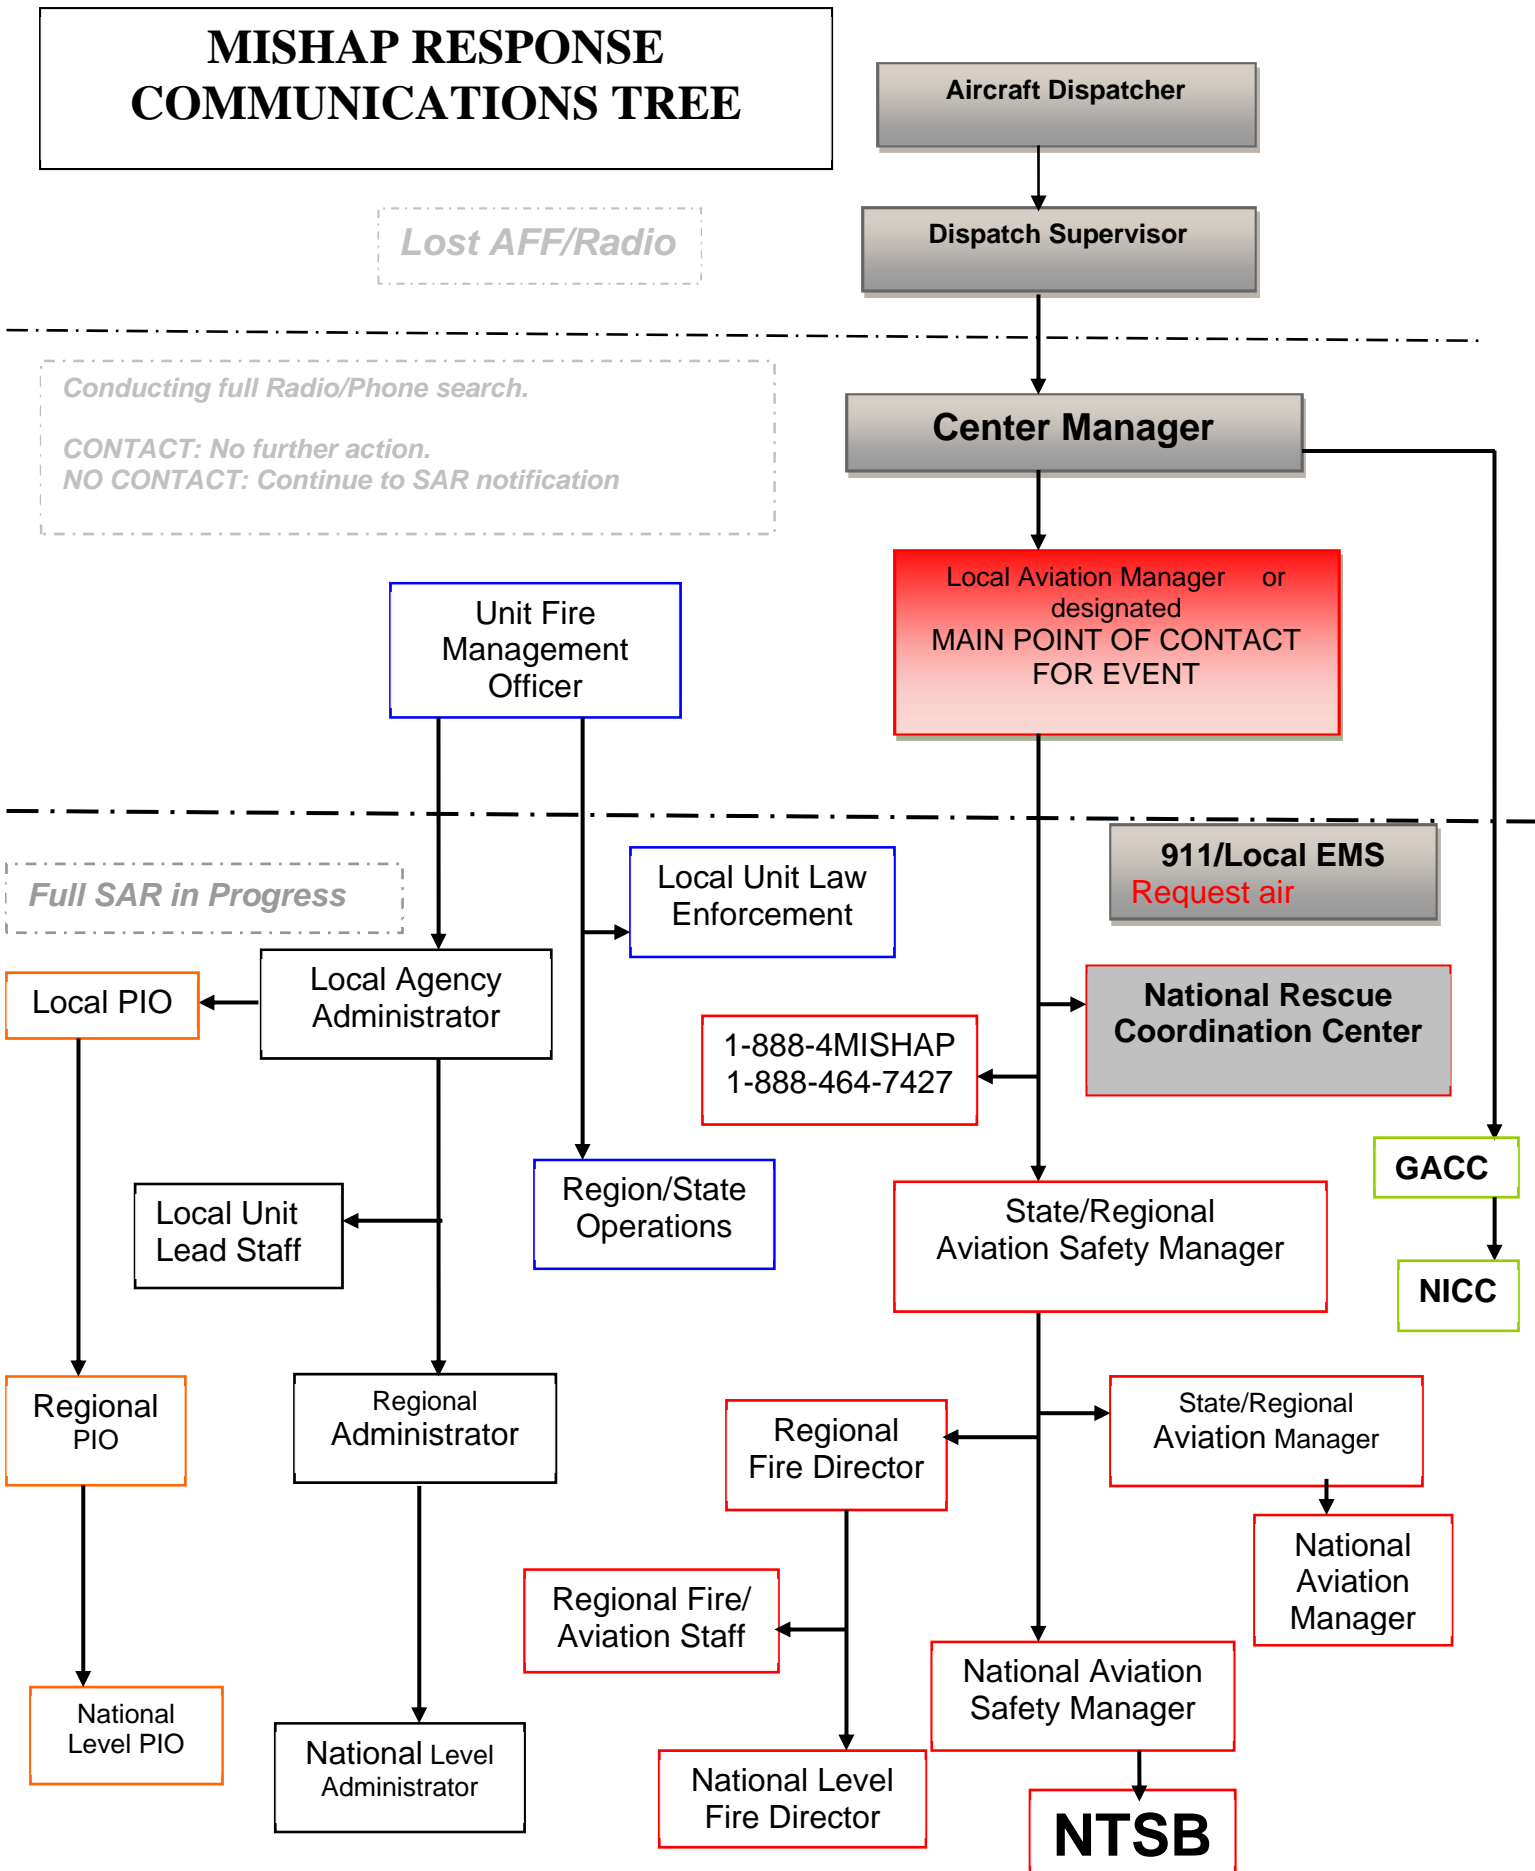 MISHAP RESPONSE
COMMUNICATIONS TREE
Aircraft Dispatcher
Lost AFF/Radio
Dispatch Supervisor
Conducting full Radio/Phone search.
CONTACT: No further action.
NO CONTACT: Continue to SAR notification
Center Manager
Local Aviation Manager or
designated
MAIN POINT OF CONTACT
FOR EVENT
Unit Fire
Management
Officer
911/Local EMS
Request air
Full SAR in Progress
Local Unit Law
Enforcement
Local PIO
Local Agency
Administrator
National Rescue
Coordination Center
1-888-4MISHAP
1-888-464-7427
GACC
Local Unit
Lead Staff
Region/State
Operations
State/Regional
Aviation Safety Manager
NICC
Regional
PIO
Regional
Administrator
Regional
Fire Director
State/Regional
Aviation Manager
National
Aviation
Manager
Regional Fire/
Aviation Staff
National Aviation
Safety Manager
National
Level PIO
National Level
Administrator
National Level
Fire Director
NTSB